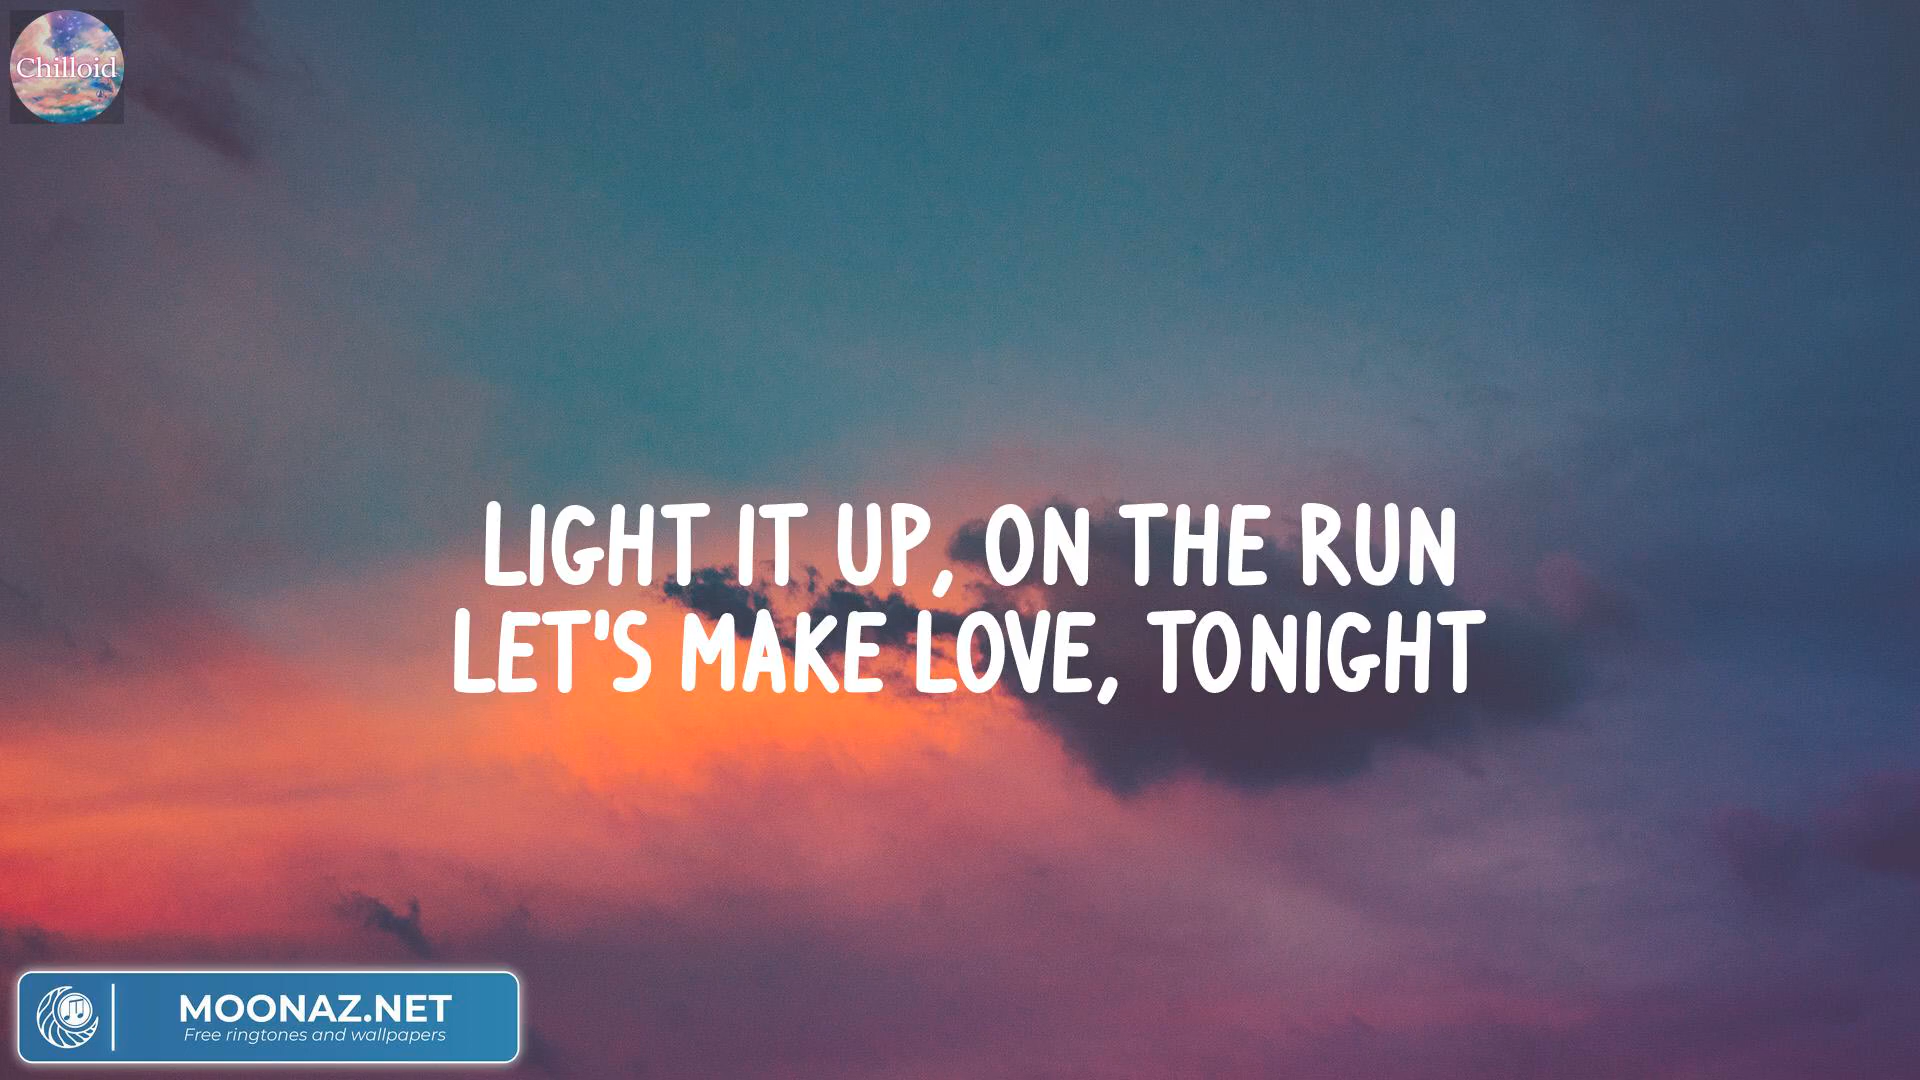 Chilloid
LIGHT IT UP, ON THE RUN
LET'S MAKE LOVE, TONIGHT
MOONAZ.NET
Free ringtones and wallpapers